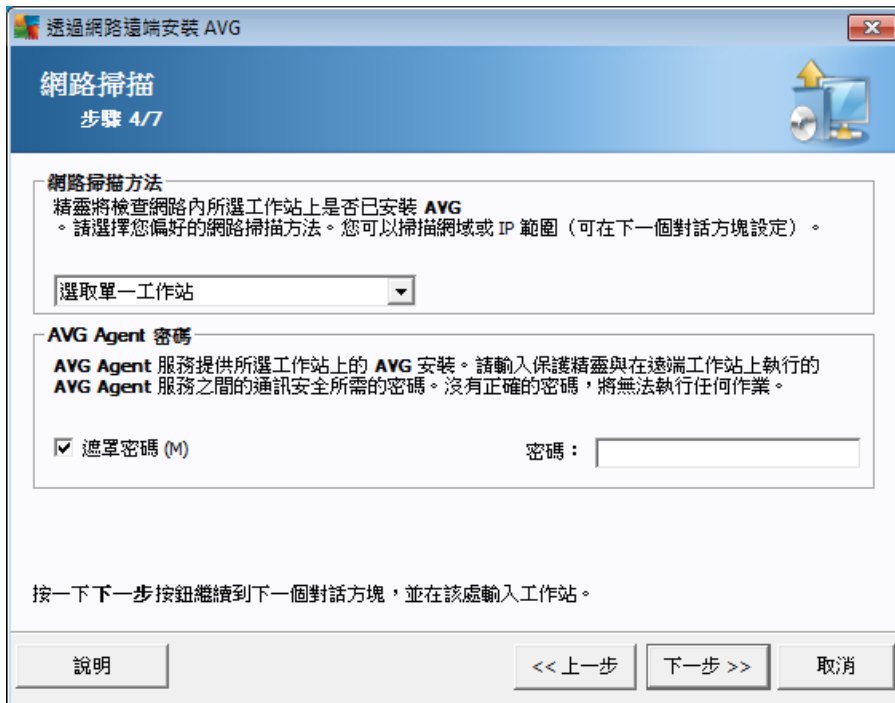 透過網路遠端安裝 AVG
網路掃描
步驟 4/7
網路掃描方法
精靈將檢查網路內所選工作站上是否已安裝 AVG
。請選擇您偏好的網路掃描方法。您可以掃描網域或 IP 範圍（可在下一個對話方塊設定）。
選取單一工作站
AVG Agent 密碼
AVG Agent 服務提供所選工作站上的 AVG 安裝。請輸入保護精靈與在遠端工作站上執行的
AVG Agent 服務之間的通訊安全所需的密碼。沒有正確的密碼，將無法執行任何作業。
遮罩密碼 (M) 密碼：
按一下下一步按鈕繼續到下一個對話方塊，並在該處輸入工作站。
說明 << 上一步 下一步 >> 取消